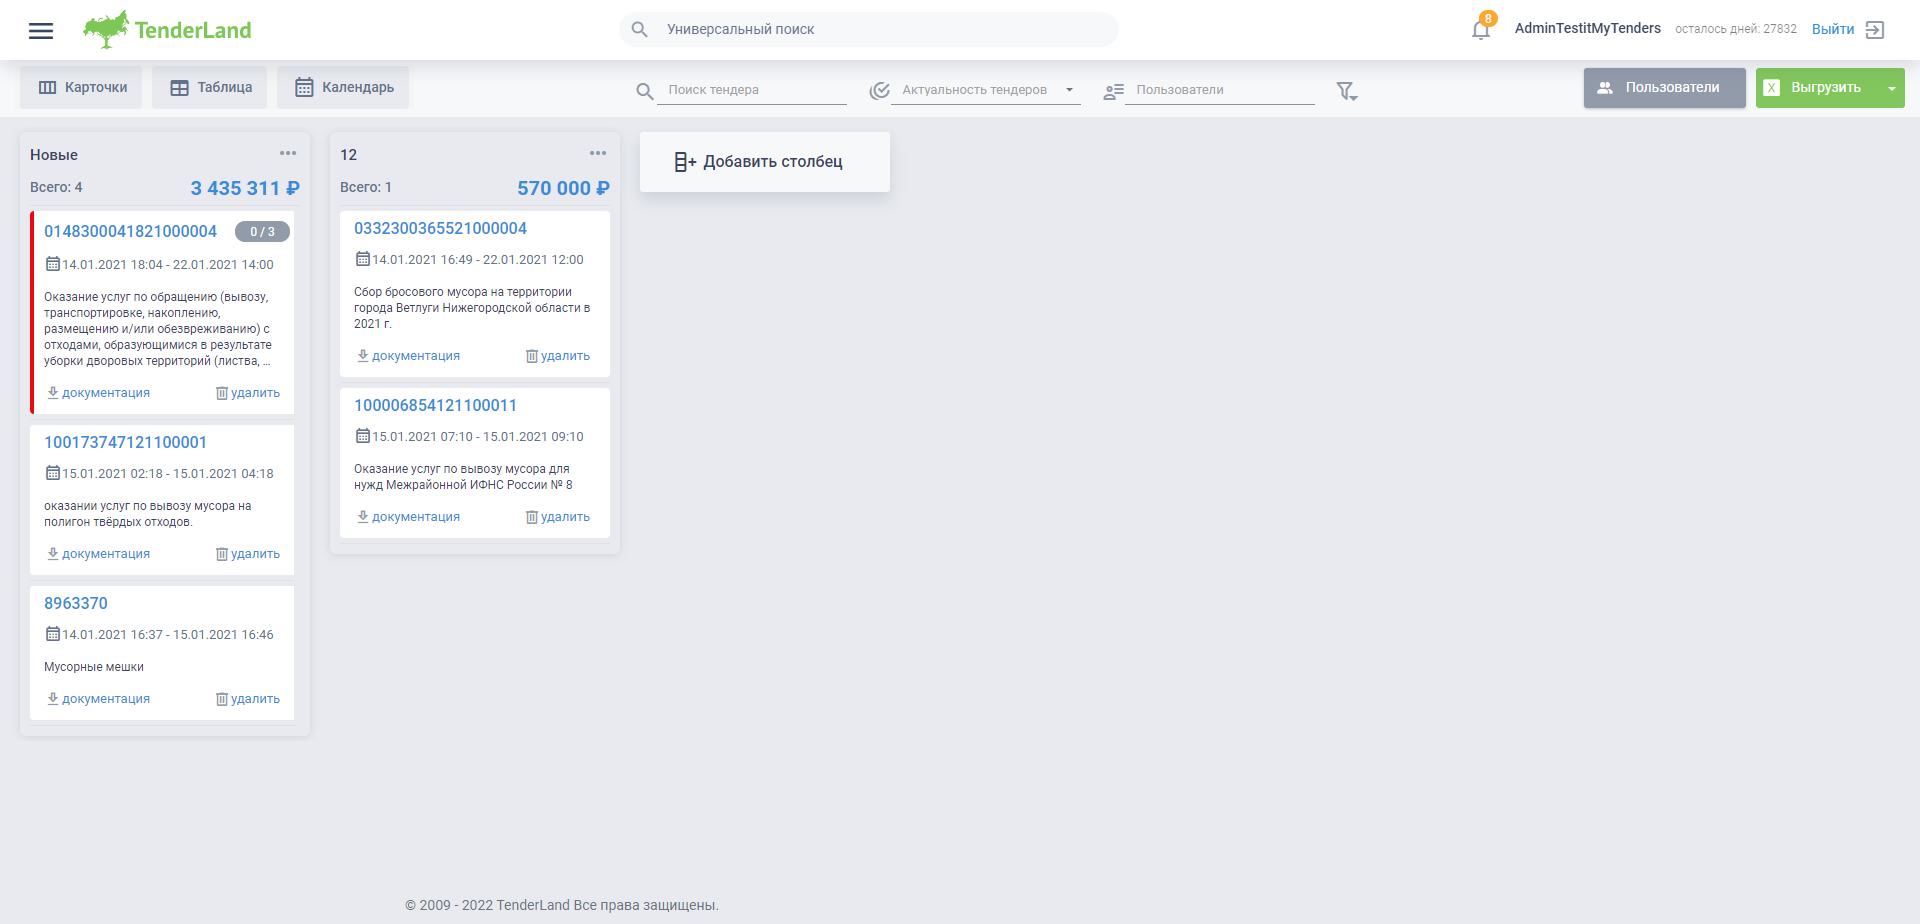 TenderLand
Универсальный поиск
8
AdminTestitMyTenders
осталось дней: 27832
Выйти
Карточки
Таблица
Календарь
Поиск тендера
Актуальность тендеров
Пользователи
Пользователи
X
Выгрузить
Новые
Всего: 4
3 435 311 ₽
0148300041821000004
0 / 3
14.01.2021 18:04 - 22.01.2021 14:00
Оказание услуг по обращению (вывозу,
транспортировке, накоплению,
размещению и/или обезвреживанию) с
отходами, образующимися в результате
уборки дворовых территорий (листва, ...
документация
удалить
100173747121100001
15.01.2021 02:18 - 15.01.2021 04:18
оказании услуг по вывозу мусора на
полигон твёрдых отходов.
документация
удалить
8963370
14.01.2021 16:37 - 15.01.2021 16:46
Мусорные мешки
документация
удалить
12
Всего: 1
570 000 ₽
0332300365521000004
14.01.2021 16:49 - 22.01.2021 12:00
Сбор бросового мусора на территории
города Ветлуги Нижегородской области в
2021 г.
документация
удалить
100006854121100011
15.01.2021 07:10 - 15.01.2021 09:10
Оказание услуг по вывозу мусора для
нужд Межрайонной ИФНС России № 8
документация
удалить
Добавить столбец
© 2009 - 2022 TenderLand Все права защищены.